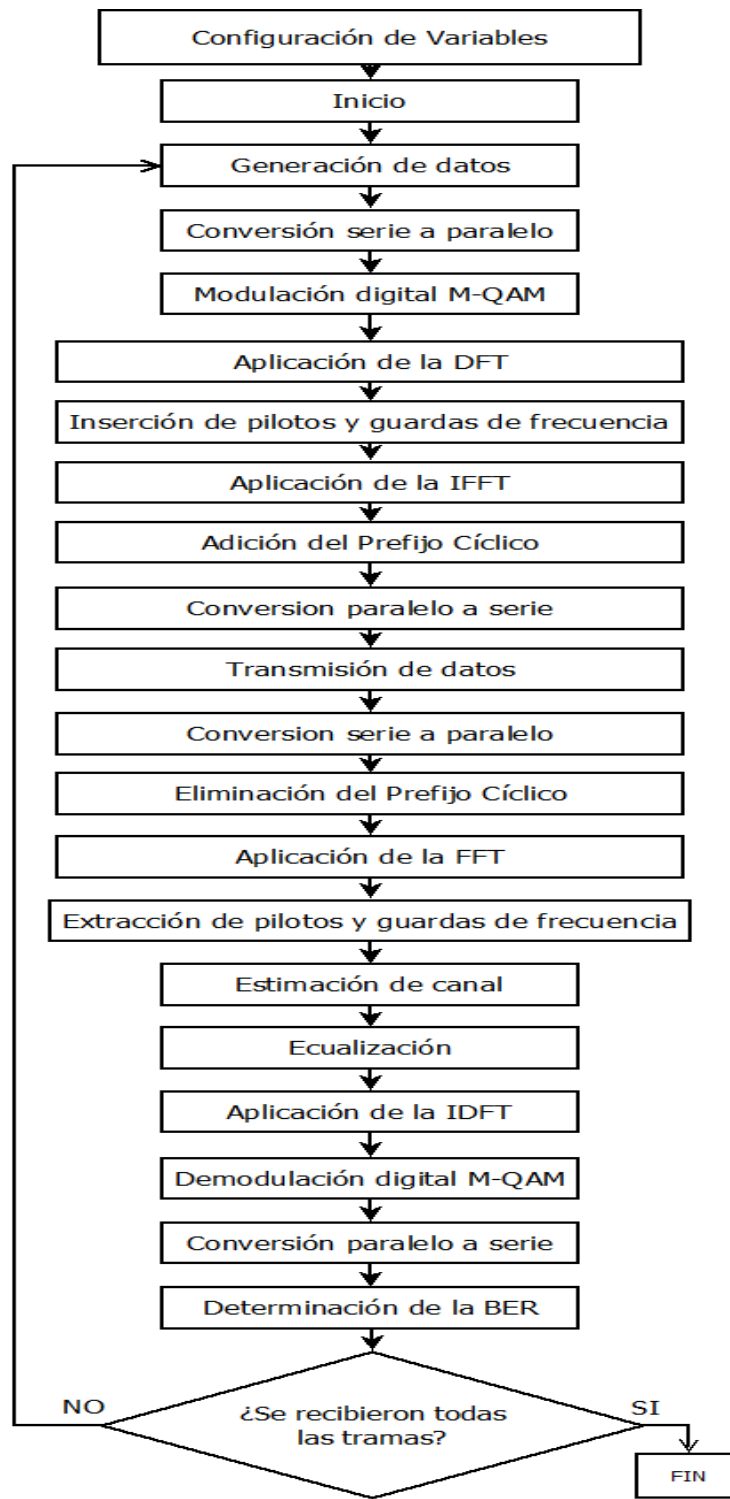 Configuración de Variables
Inicio
Generación de datos
Conversión serie a paralelo
Modulación digital M-QAM
Aplicación de la DFT
Inserción de pilotos y guardas de frecuencia
Aplicación de la IFFT
Adición del Prefijo Cíclico
Conversion paralelo a serie
Transmisión de datos
Conversion serie a paralelo
Eliminación del Prefijo Cíclico
Aplicación de la FFT
Extracción de pilotos y guardas de frecuencia
Estimación de canal
Ecualización
Aplicación de la IDFT
Demodulación digital M-QAM
Conversión paralelo a serie
Determinación de la BER
NO
¿Se recibieron todas
las tramas?
SI
FIN